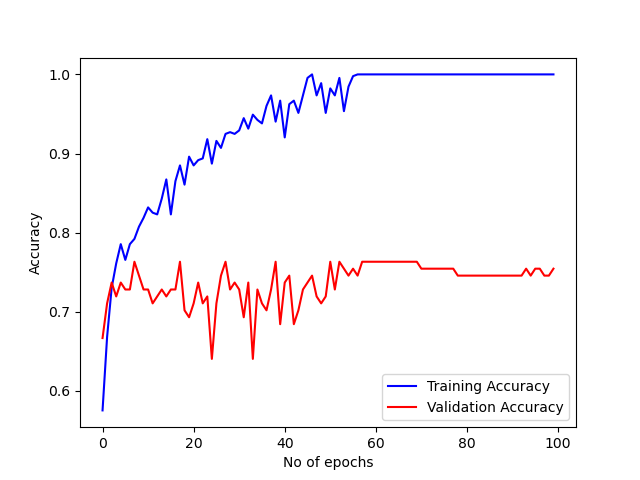 1.0
0.9
0.8
0.7
0.6
Accuracy
Training Accuracy
Validation Accuracy
0 20 40 60 80 100
No of epochs